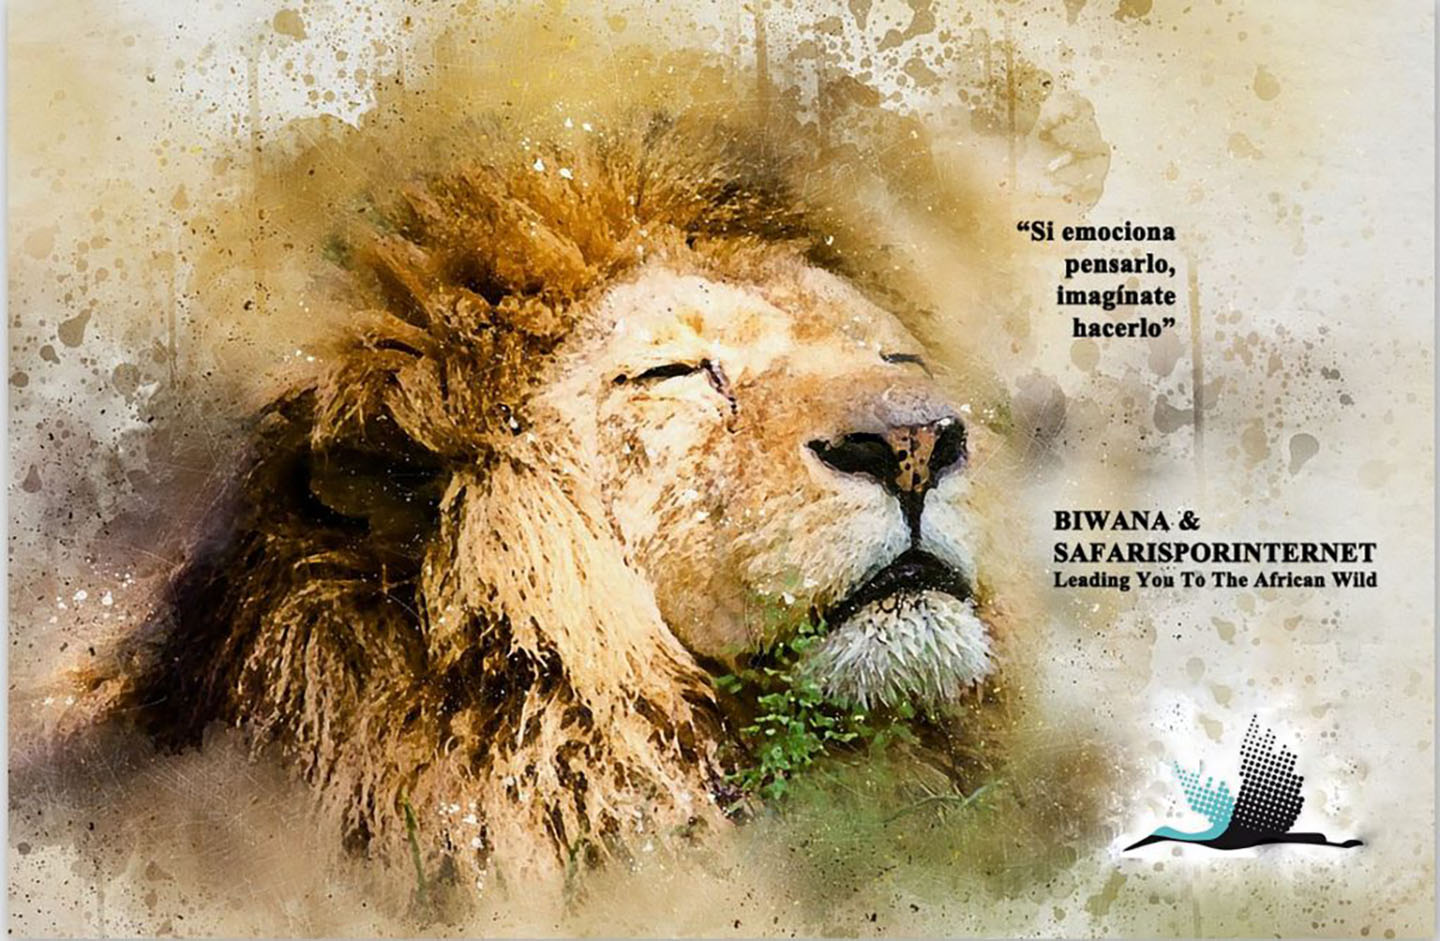 “Si emociona
pensarlo,
imagínate
hacerlo”
BIWANA &
SAFARISPORINTERNET
Leading You To The African Wild